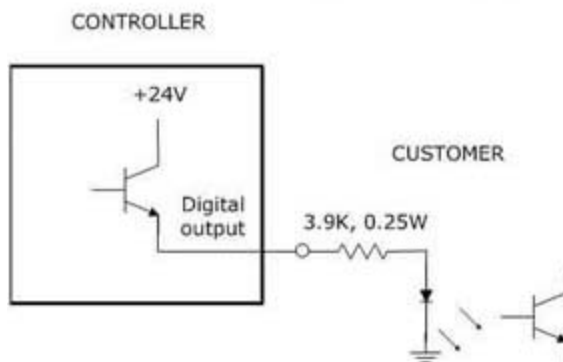 CONTROLLER
+24V
CUSTOMER
Digital
output
3.9K, 0.25W